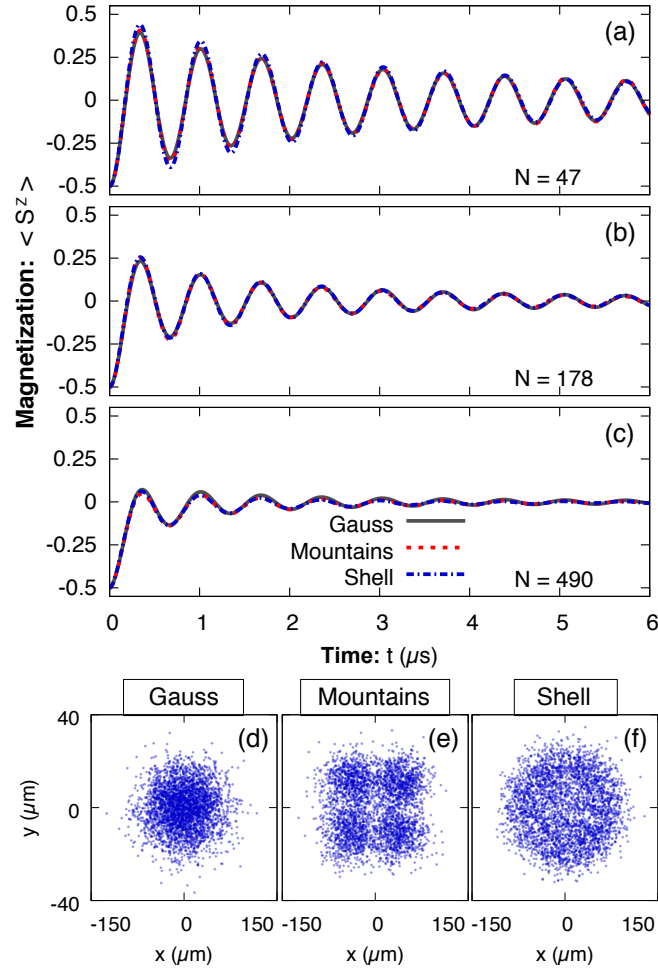 0.5
0.25
0
-0.25
-0.5
(a)
N = 47
0.5
0.25
0
-0.25
-0.5
(b)
N = 178
0.5
0.25
0
-0.25
-0.5
(c)
Gauss
Mountains
Shell
N = 490
0 1 2 3 4 5 6
Magnetization: < S^z >
Time: t (μs)
Gauss Mountains Shell
40
0
-40
y (μm)
(d) (e) (f)
-150 0 150 -150 0 150 -150 0 150
x (μm) x (μm) x (μm)